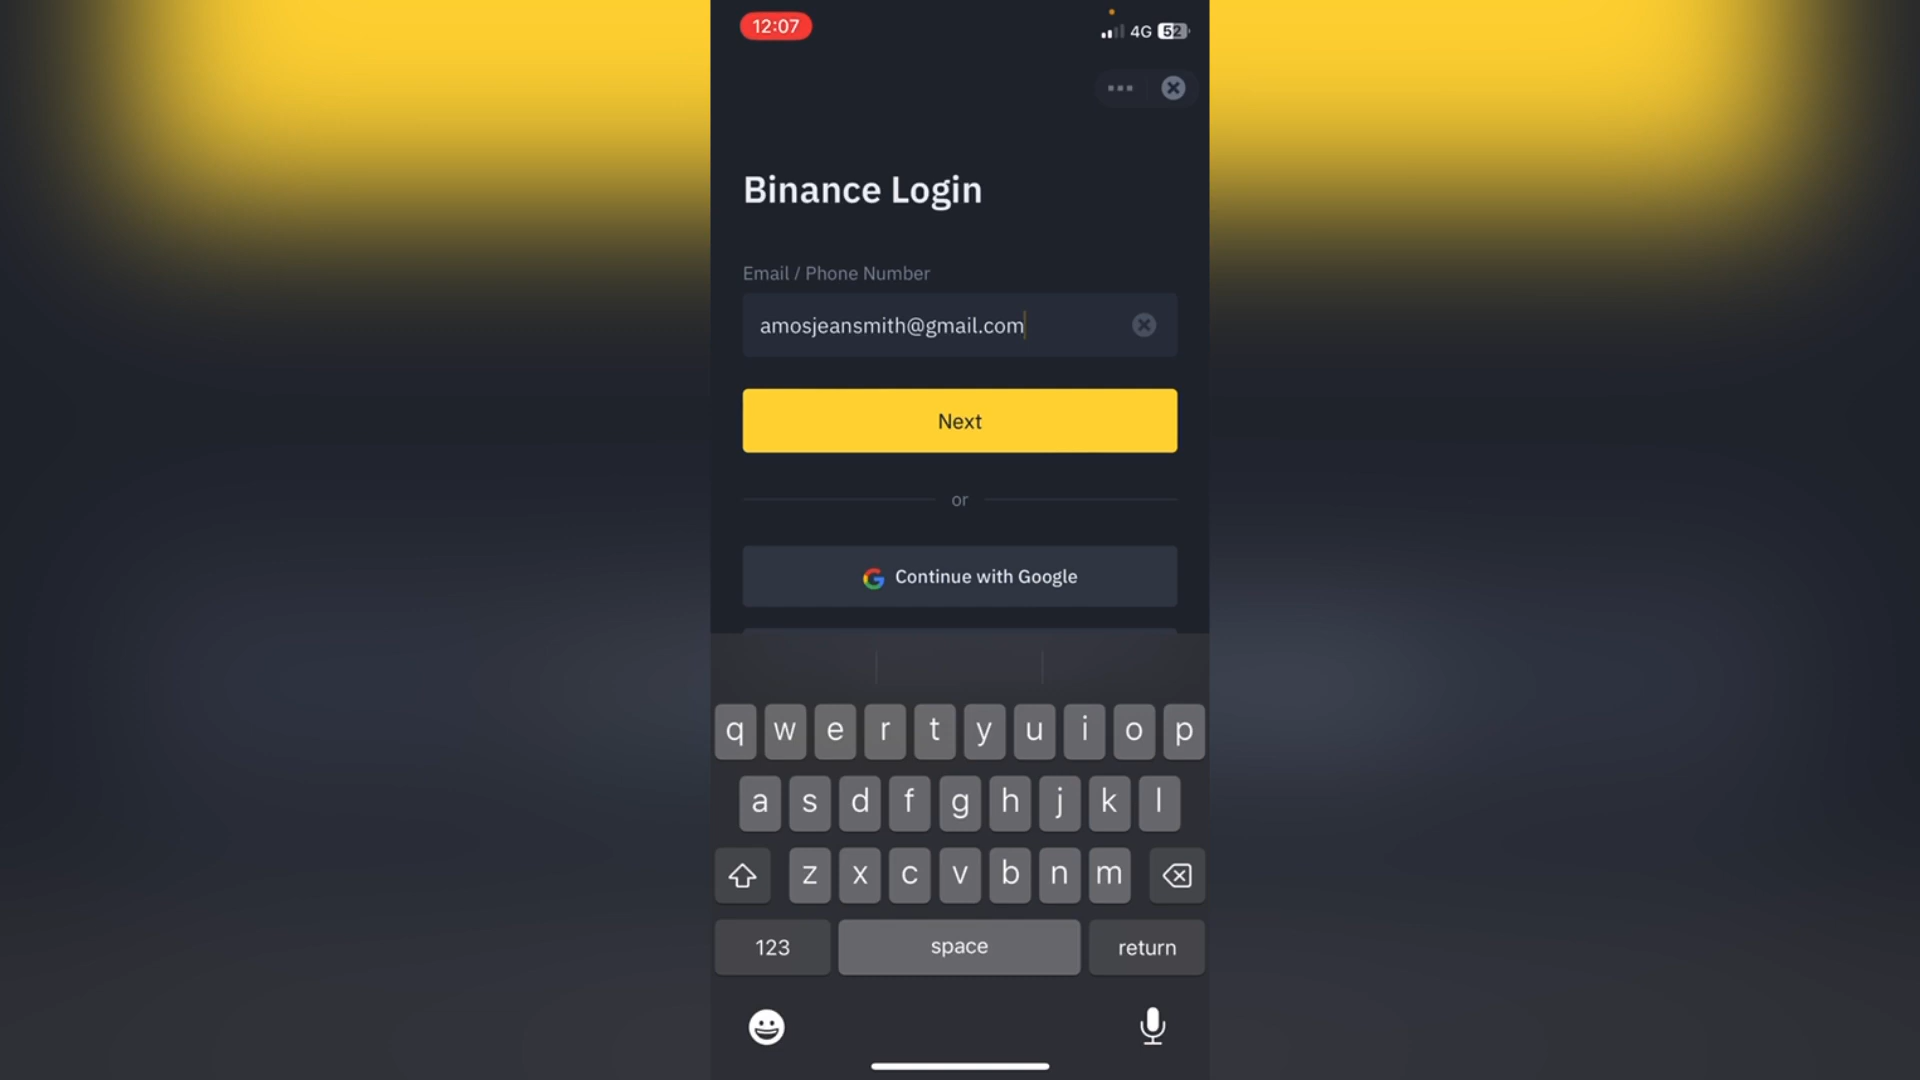 12:07
4G 52
Binance Login
Email / Phone Number
amosjeansmith@gmail.com
Next
or
Continue with Google
q w e r t y u i o p
a s d f g h j k l
z x c v b n m
123 space return